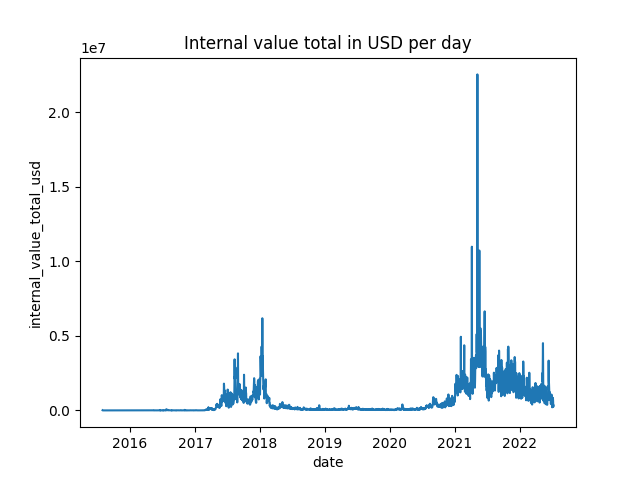 Internal value total in USD per day
1e7
2.0
1.5
1.0
0.5
0.0
internal_value_total_usd
2016 2017 2018 2019 2020 2021 2022
date